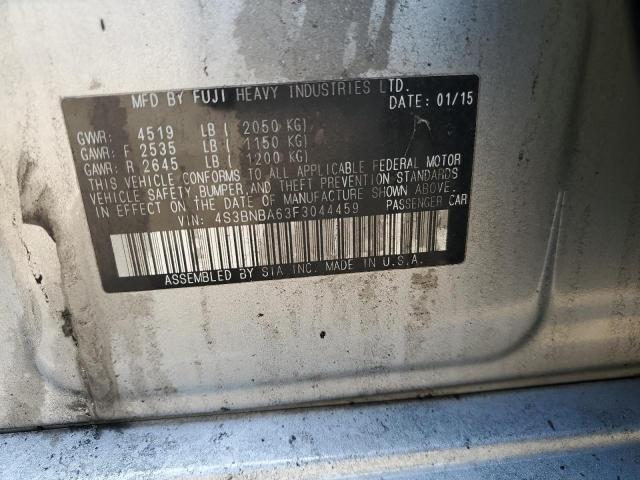 MFD BY FUJI HEAVY INDUSTRIES LTD.
DATE: 01/15
GVWR: 4519 LB ( 2050 KG)
GAWR: F 2535 LB ( 1150 KG)
GAWR: R 2645 LB ( 1200 KG)
THIS VEHICLE CONFORMS TO ALL APPLICABLE FEDERAL MOTOR
VEHICLE SAFETY,BUMPER,AND THEFT PREVENTION STANDARDS
IN EFFECT ON THE DATE OF MANUFACTURE SHOWN ABOVE.
VIN: 4S3BNBA63F3044459 PASSENGER CAR
ASSEMBLED BY SIA INC. MADE IN U.S.A.